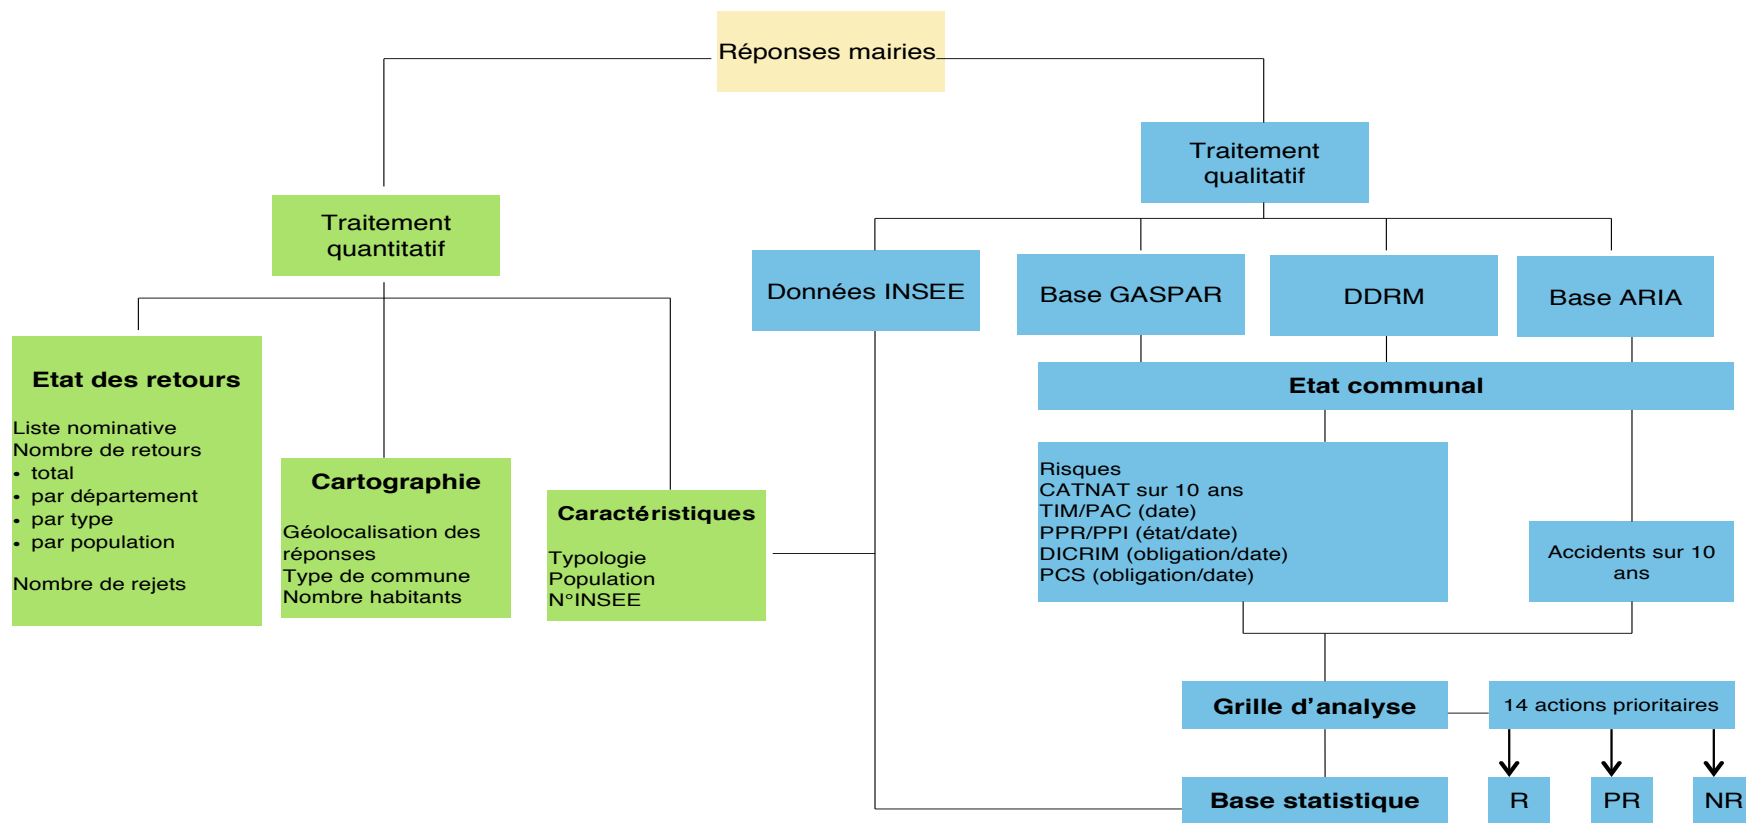 Réponses mairies
Traitement
qualitatif
Traitement
quantitatif
Données INSEE
Base GASPAR
DDRM
Base ARIA
Etat des retours
Liste nominative
Nombre de retours
• total
• par département
• par type
• par population
Nombre de rejets
Cartographie
Géolocalisation des
réponses
Type de commune
Nombre habitants
Caractéristiques
Typologie
Population
N°INSEE
Etat communal
Risques
CATNAT sur 10 ans
TIM/PAC (date)
PPR/PPI (état/date)
DICRIM (obligation/date)
PCS (obligation/date)
Accidents sur 10
ans
Grille d’analyse
14 actions prioritaires
Base statistique
R
PR
NR